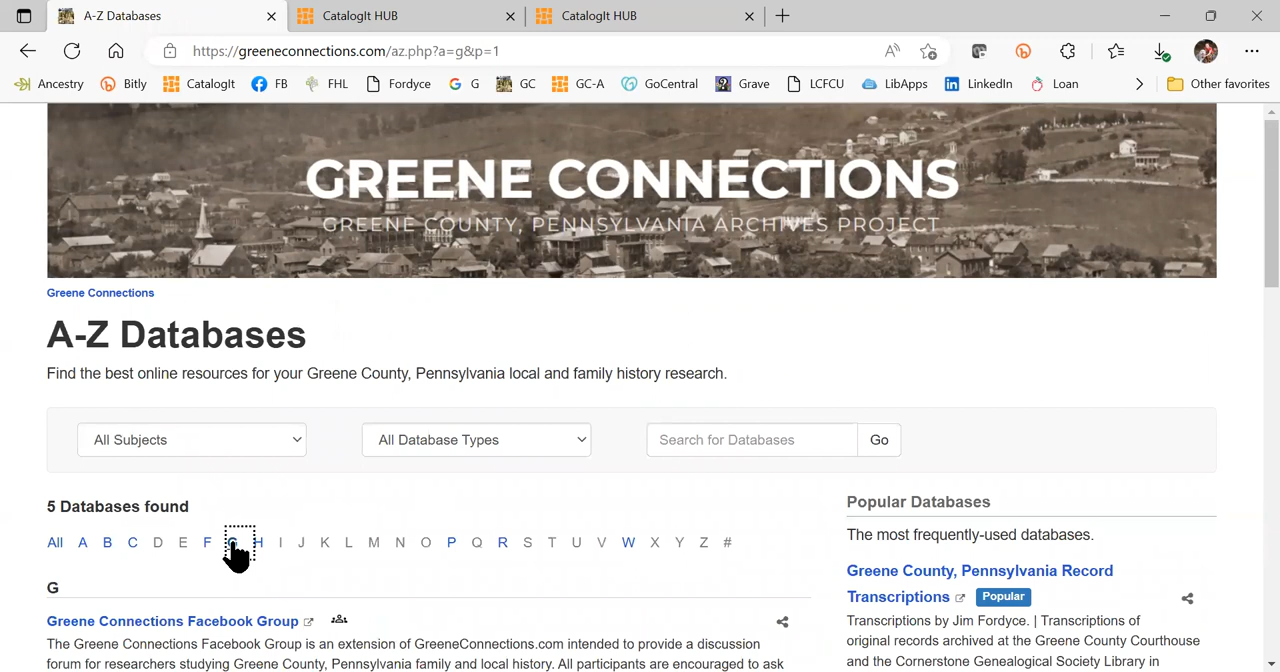 A-Z Databases
CatalogIt HUB
CatalogIt HUB
https://greeneconnections.com/az.php?a=g&p=1
Ancestry
Bitly
CatalogIt
FB
FHL
Fordyce
G
GC
GC-A
GoCentral
Grave
LCFCU
LibApps
LinkedIn
Loan
Other favorites
GREENE CONNECTIONS
GREENE COUNTY, PENNSYLVANIA ARCHIVES PROJECT
Greene Connections
A-Z Databases
Find the best online resources for your Greene County, Pennsylvania local and family history research.
All Subjects
All Database Types
Search for Databases
Go
5 Databases found
All A B C D E F G H I J K L M N O P Q R S T U V W X Y Z #
G
Greene Connections Facebook Group
The Greene Connections Facebook Group is an extension of GreeneConnections.com intended to provide a discussion
forum for researchers studying Greene County, Pennsylvania family and local history. All participants are encouraged to ask
Popular Databases
The most frequently-used databases.
Greene County, Pennsylvania Record
Transcriptions Popular
Transcriptions by Jim Fordyce. | Transcriptions of
original records archived at the Greene County Courthouse
and the Cornerstone Genealogical Society Library in